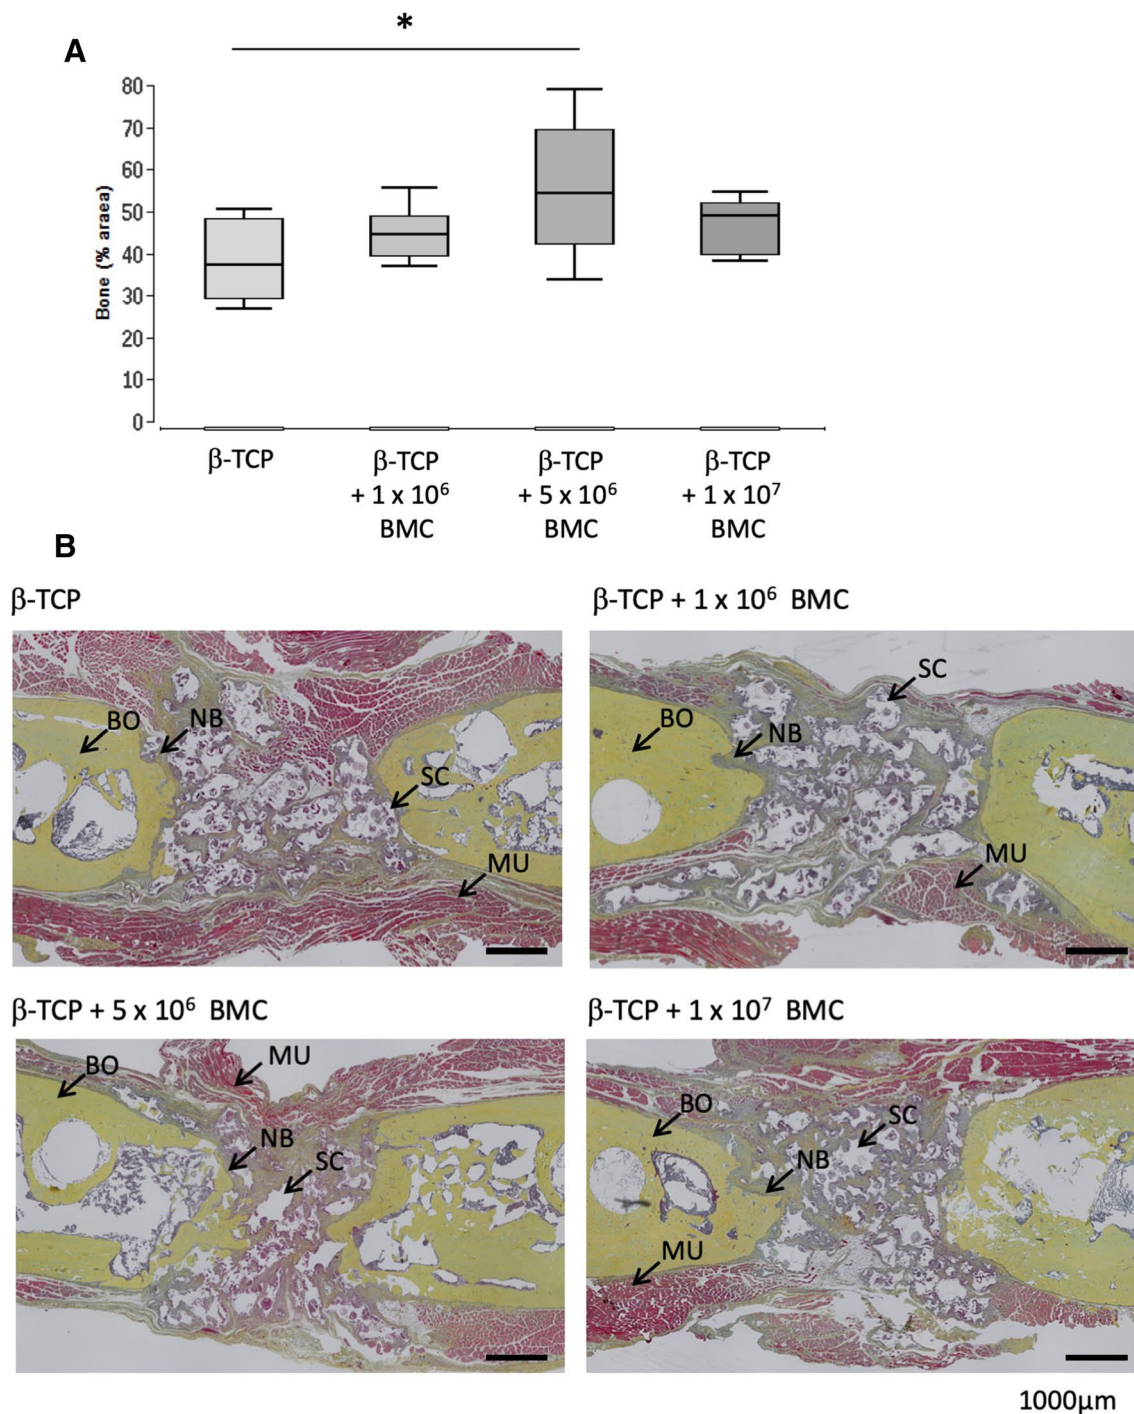 A
*
80
70
60
50
40
30
20
10
0
Bone (% araea)
β-TCP
β-TCP
+ 1 x 10⁶
BMC
β-TCP
+ 5 x 10⁶
BMC
β-TCP
+ 1 x 10⁷
BMC
B
β-TCP
BO
NB
SC
MU
β-TCP + 1 x 10⁶ BMC
SC
BO
NB
MU
β-TCP + 5 x 10⁶ BMC
BO
MU
NB
SC
β-TCP + 1 x 10⁷ BMC
BO
SC
NB
MU
1000µm